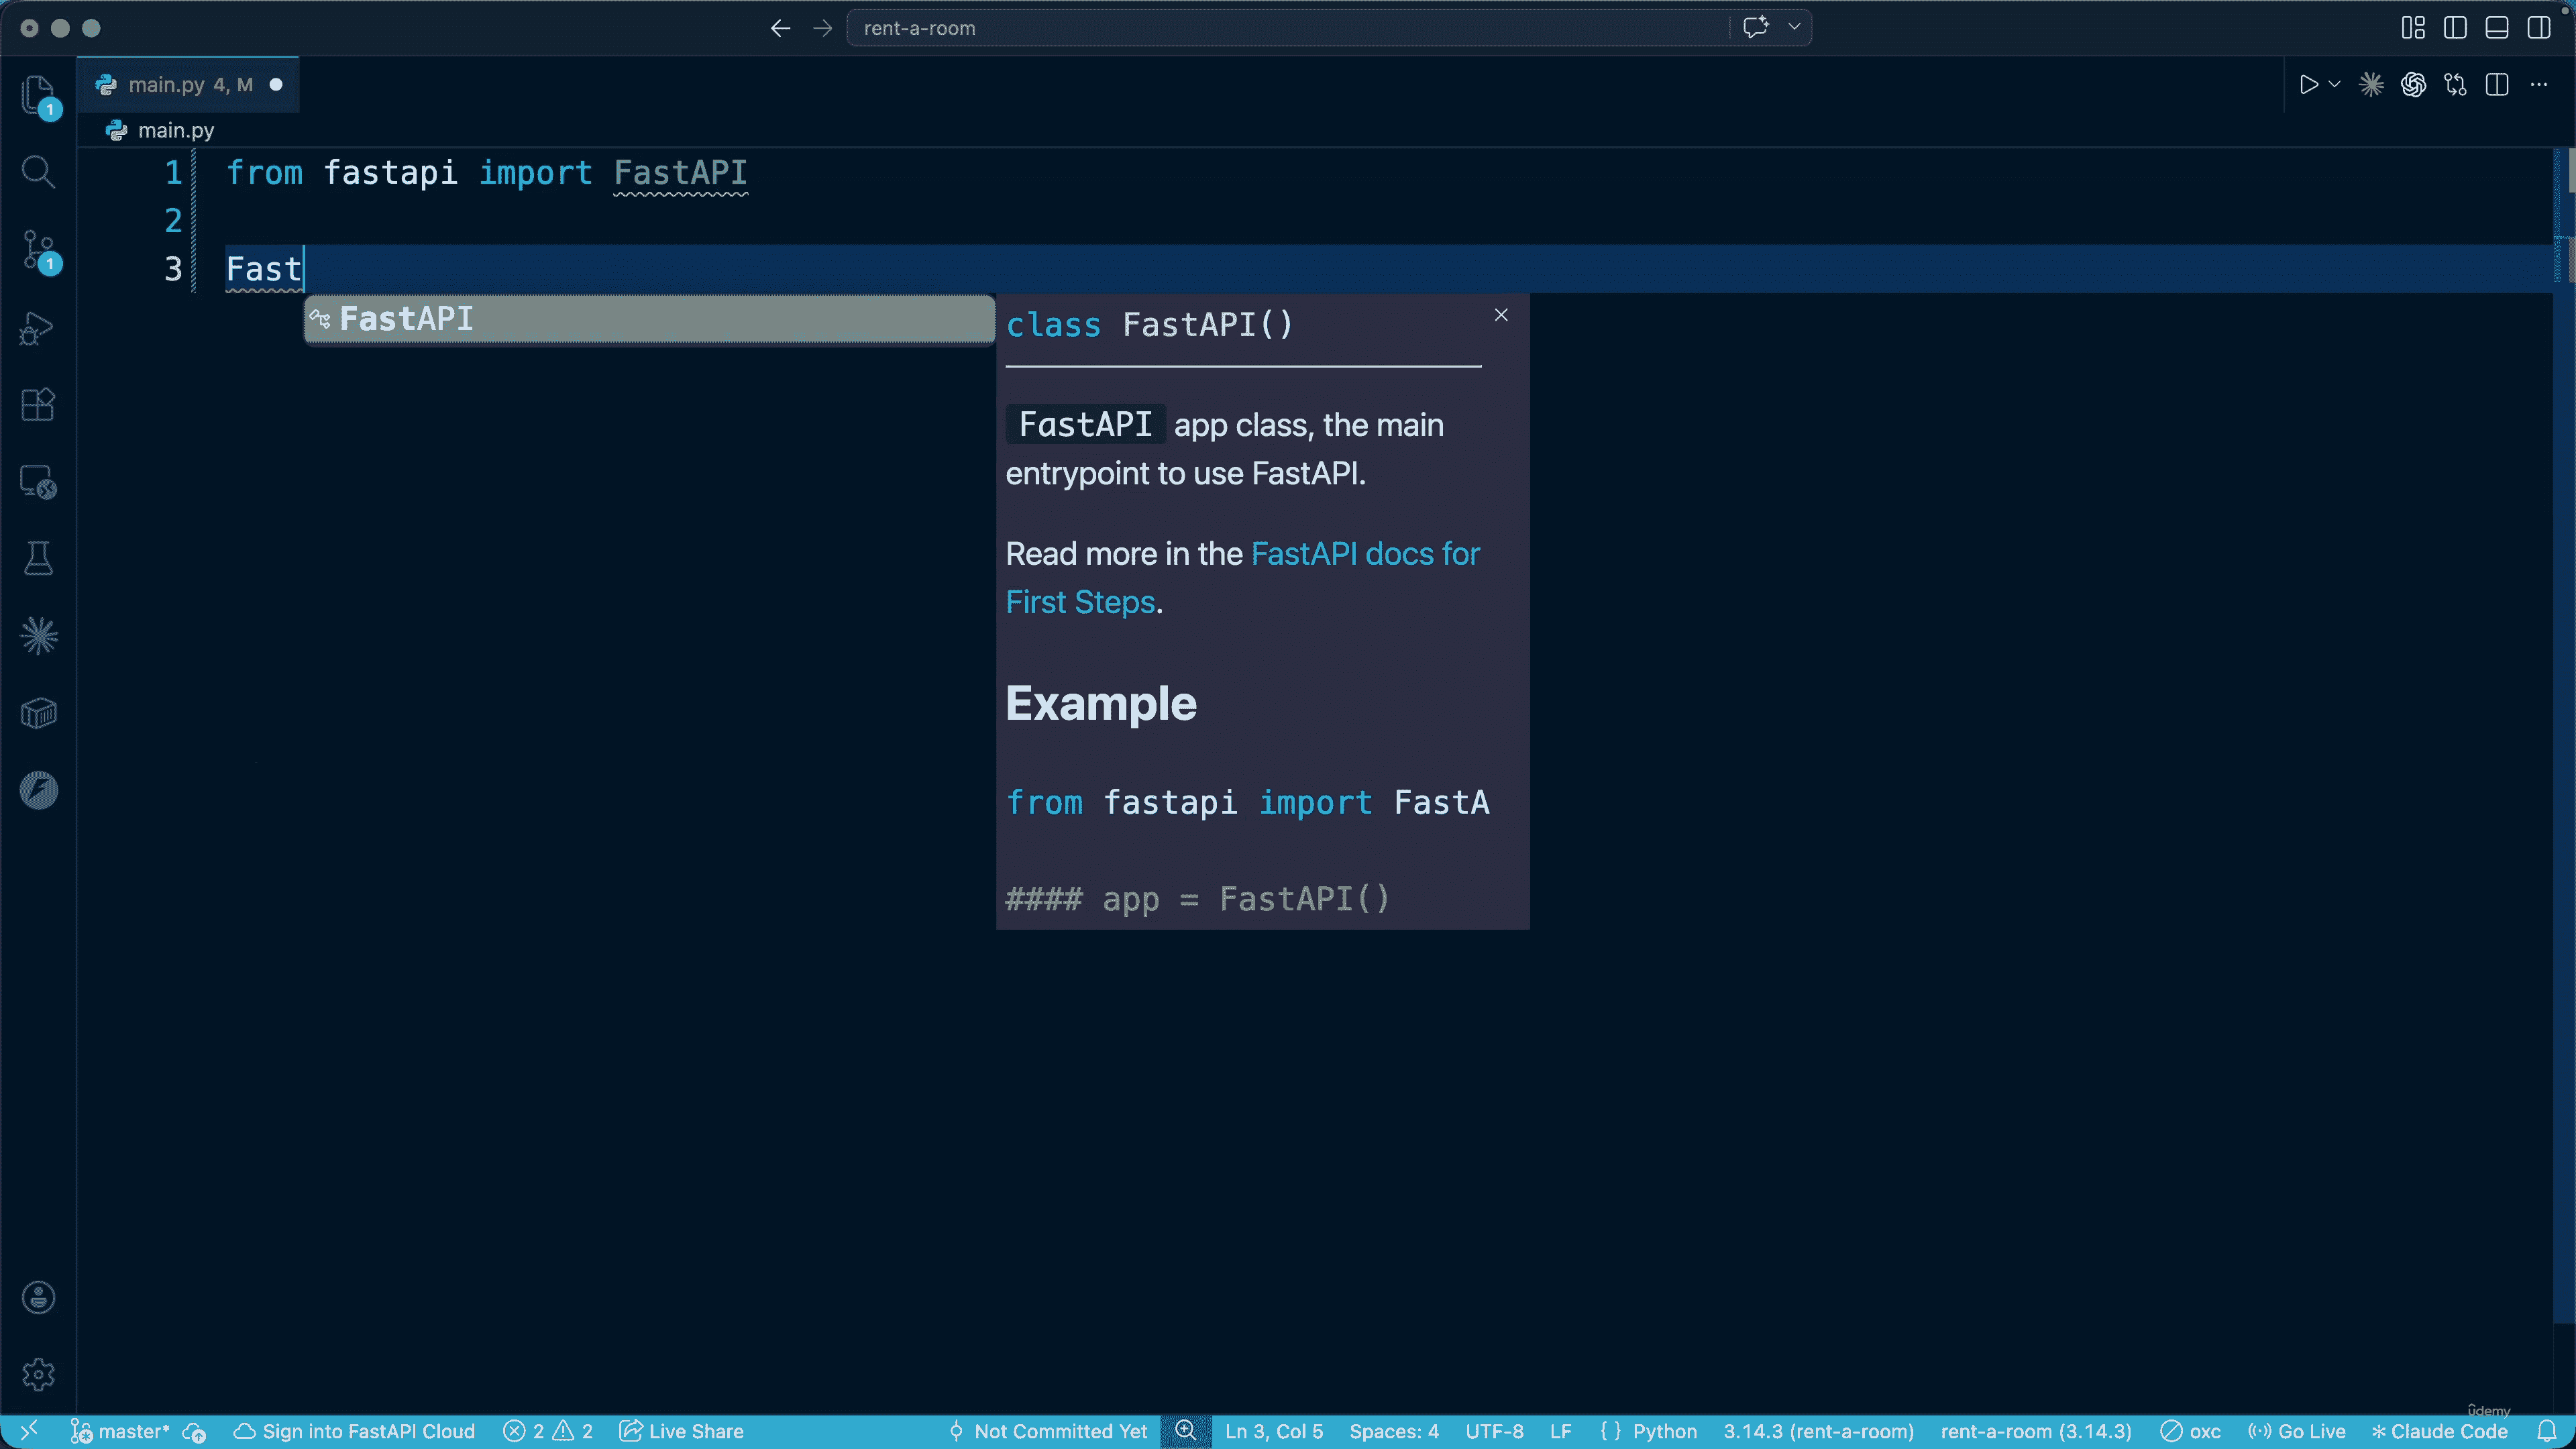 rent-a-room
main.py 4, M
main.py
1 from fastapi import FastAPI
2
3 Fast
FastAPI
class FastAPI()
FastAPI app class, the main
entrypoint to use FastAPI.
Read more in the FastAPI docs for
First Steps.
Example
from fastapi import FastA
#### app = FastAPI()
1
1
ûdemy
master* Sign into FastAPI Cloud 2 2 Live Share Not Committed Yet Ln 3, Col 5 Spaces: 4 UTF-8 LF { } Python 3.14.3 (rent-a-room) rent-a-room (3.14.3) oxc Go Live Claude Code